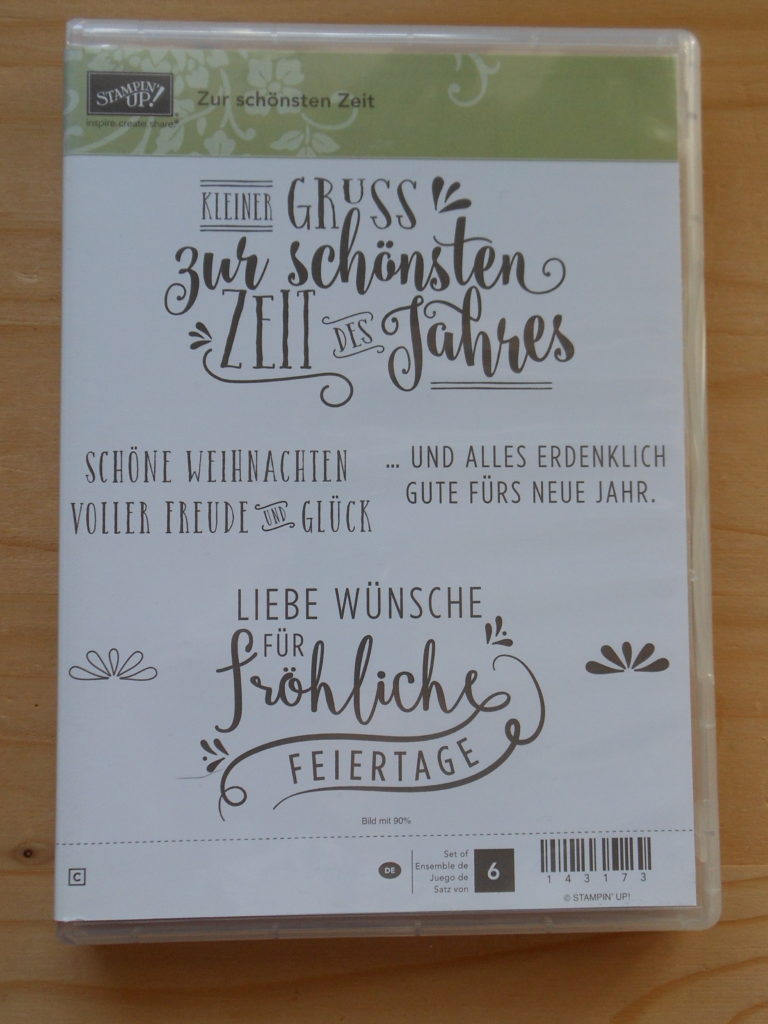 STAMPIN' UP!
inspire.create.share.®
Zur schönsten Zeit
KLEINER GRUSS
zur schönsten
ZEIT DES Jahres
SCHÖNE WEIHNACHTEN
VOLLER FREUDE UND GLÜCK
... UND ALLES ERDENKLICH
GUTE FÜRS NEUE JAHR.
LIEBE WÜNSCHE
FÜR
fröhliche
FEIERTAGE
Bild mit 90%
C
DE
Set of
Ensemble de
Juego de
Satz von
6
143173
© STAMPIN' UP!